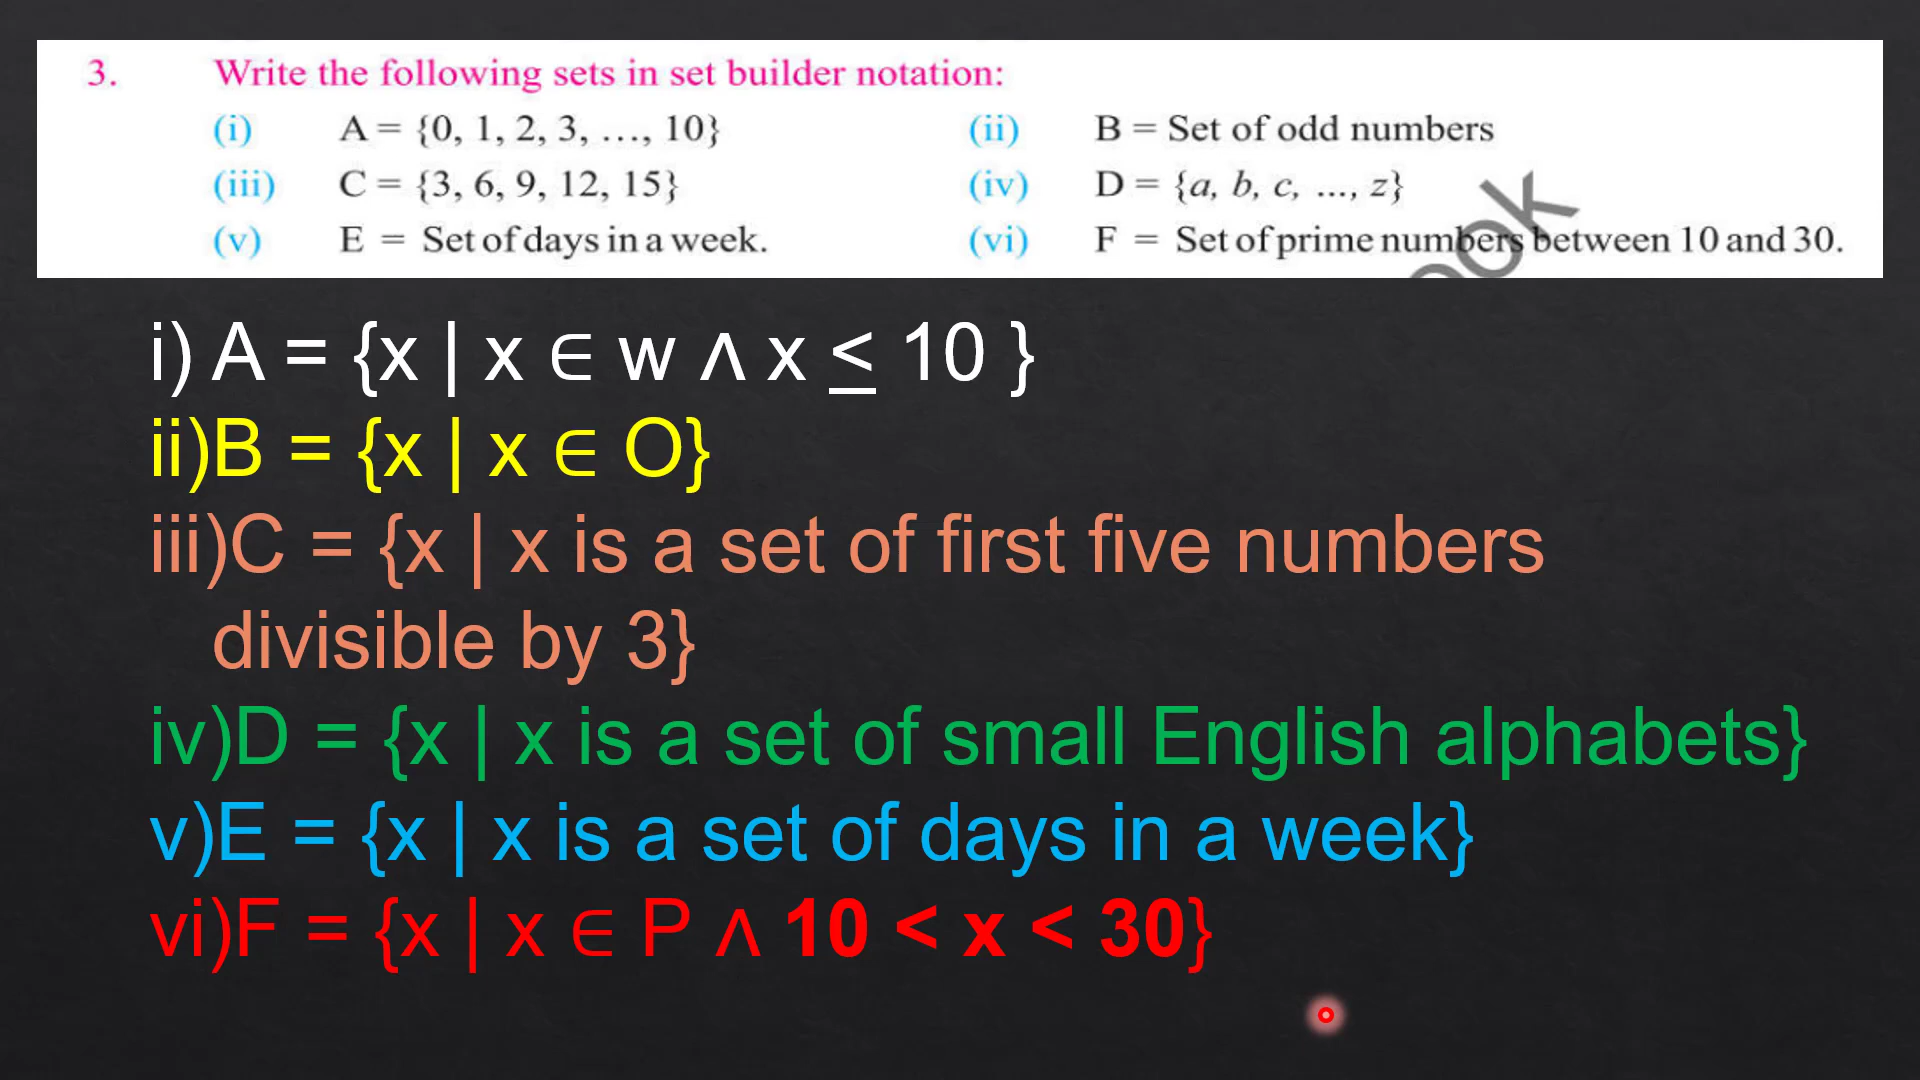 3. Write the following sets in set builder notation:
(i) A = {0, 1, 2, 3, …, 10} (ii) B = Set of odd numbers
(iii) C = {3, 6, 9, 12, 15} (iv) D = {a, b, c, ..., z}
(v) E = Set of days in a week. (vi) F = Set of prime numbers between 10 and 30.
ook
i) A = {x | x ∈ w ∧ x ≤ 10 }
ii)B = {x | x ∈ O}
iii)C = {x | x is a set of first five numbers
divisible by 3}
iv)D = {x | x is a set of small English alphabets}
v)E = {x | x is a set of days in a week}
vi)F = {x | x ∈ P ∧ 10 < x < 30}